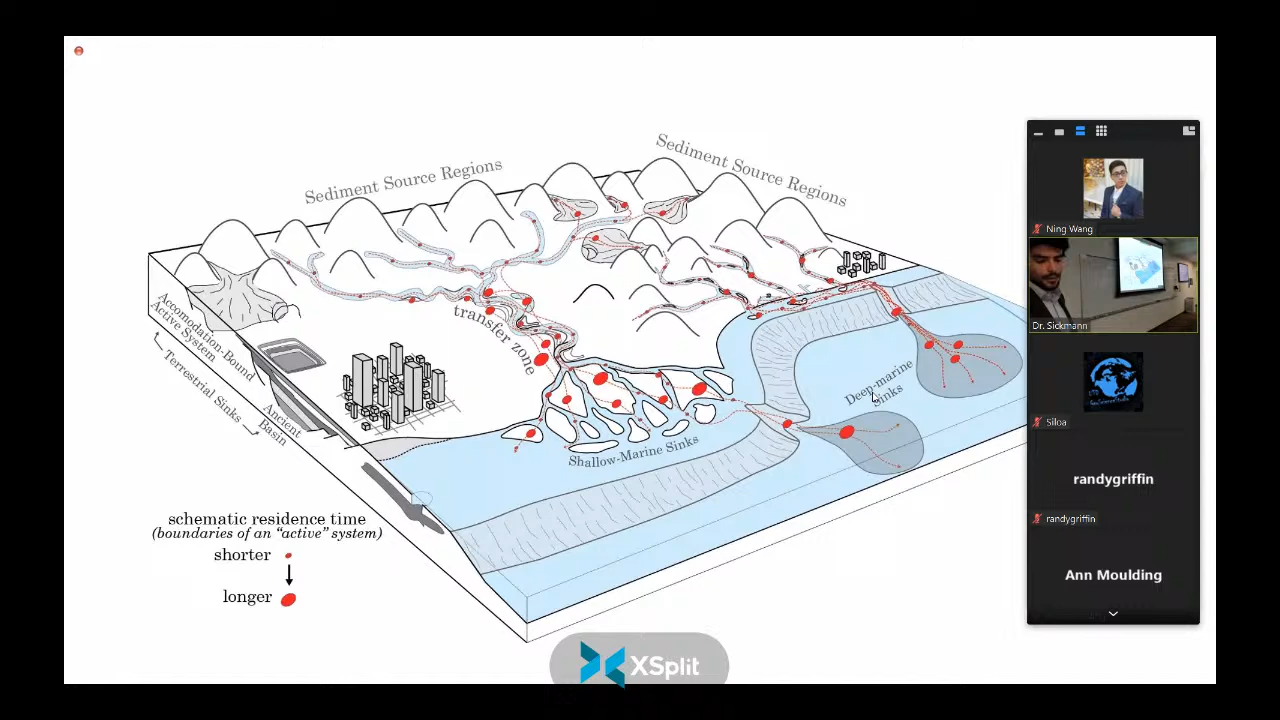 Sediment Source Regions
Sediment Source Regions
transfer zone
Accomodation-Bound
Active System
Terrestrial Sinks
Ancient
Basin
Shallow-Marine Sinks
Deep-marine
Sinks
schematic residence time
(boundaries of an “active” system)
shorter
longer
Ning Wang
Dr. Sickmann
Siloa
randygriffin
randygriffin
Ann Moulding
XSplit